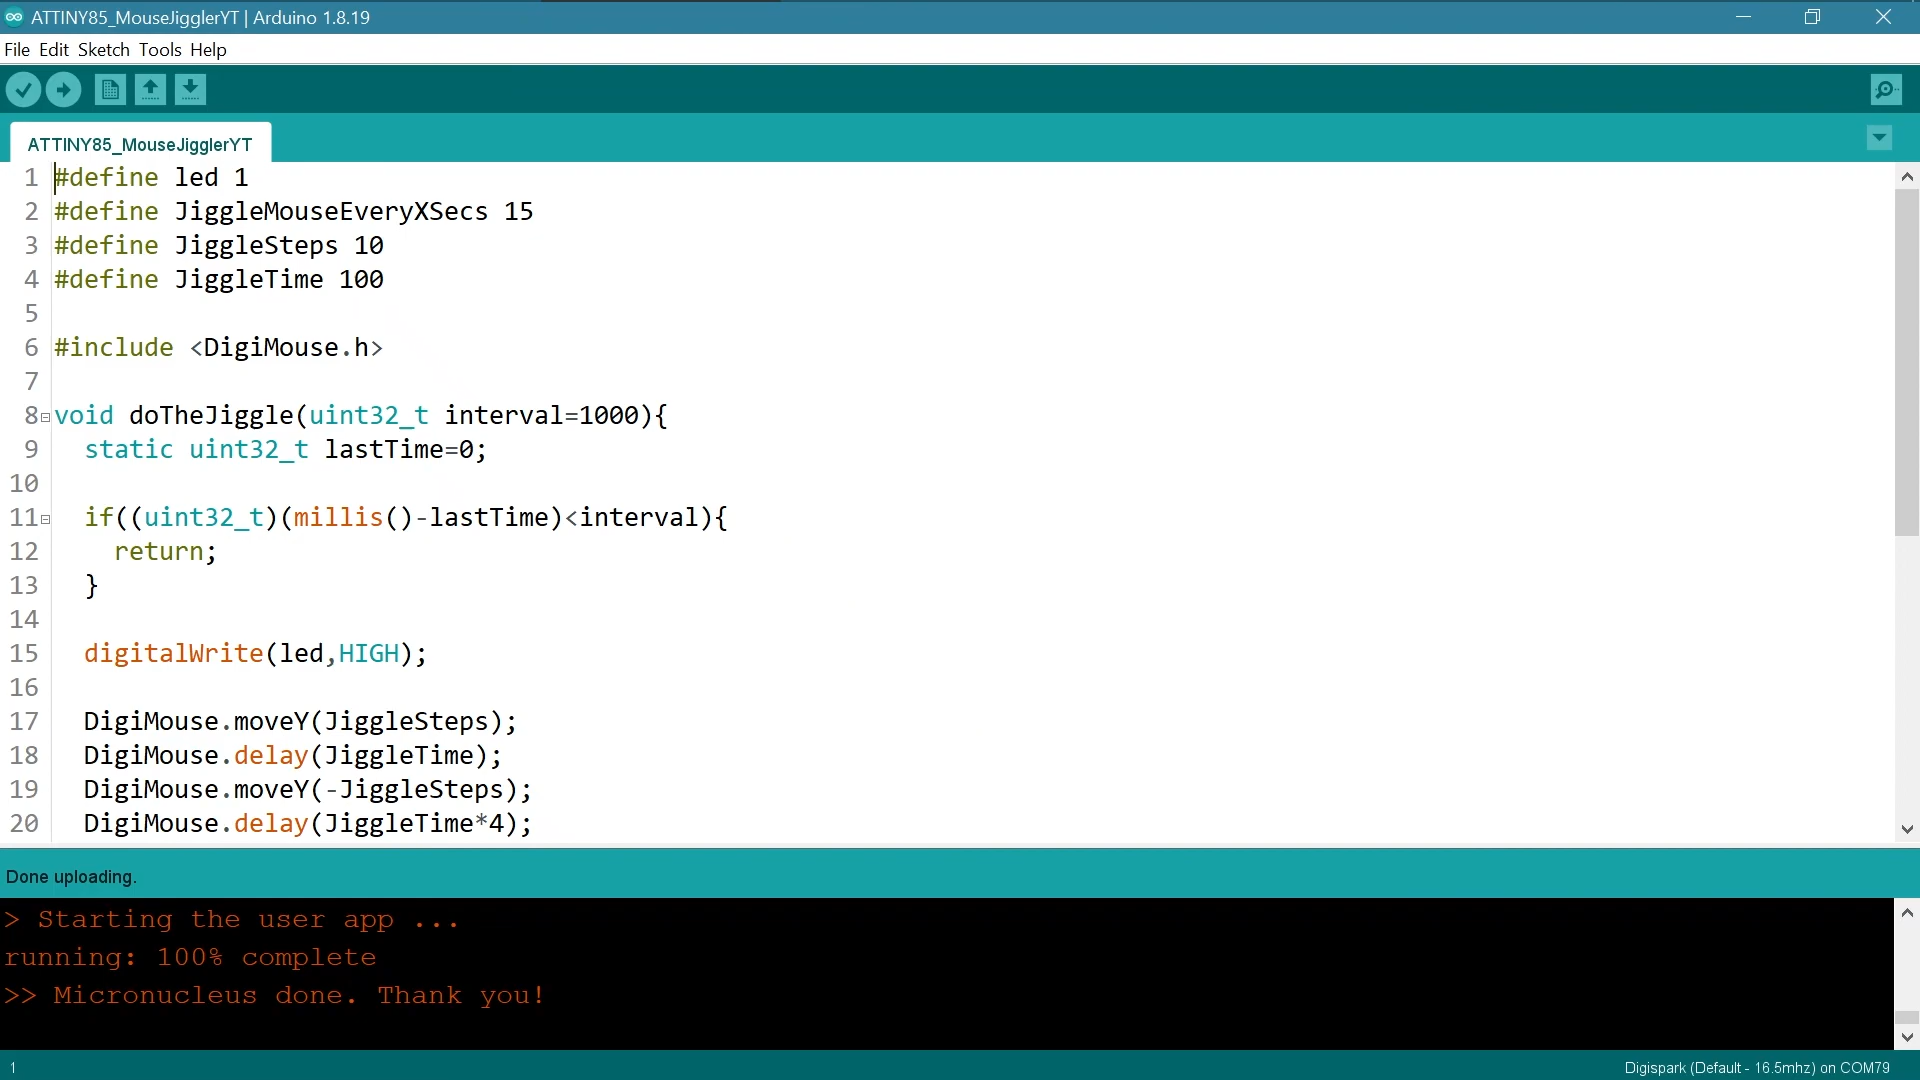 ATTINY85_MouseJigglerYT | Arduino 1.8.19
File Edit Sketch Tools Help
ATTINY85_MouseJigglerYT
1 #define led 1
2 #define JiggleMouseEveryXSecs 15
3 #define JiggleSteps 10
4 #define JiggleTime 100
5
6 #include <DigiMouse.h>
7
8 void doTheJiggle(uint32_t interval=1000){
9   static uint32_t lastTime=0;
10
11   if((uint32_t)(millis()-lastTime)<interval){
12     return;
13   }
14
15   digitalWrite(led,HIGH);
16
17   DigiMouse.moveY(JiggleSteps);
18   DigiMouse.delay(JiggleTime);
19   DigiMouse.moveY(-JiggleSteps);
20   DigiMouse.delay(JiggleTime*4);
Done uploading.
> Starting the user app ...
running: 100% complete
>> Micronucleus done. Thank you!
1
Digispark (Default - 16.5mhz) on COM79